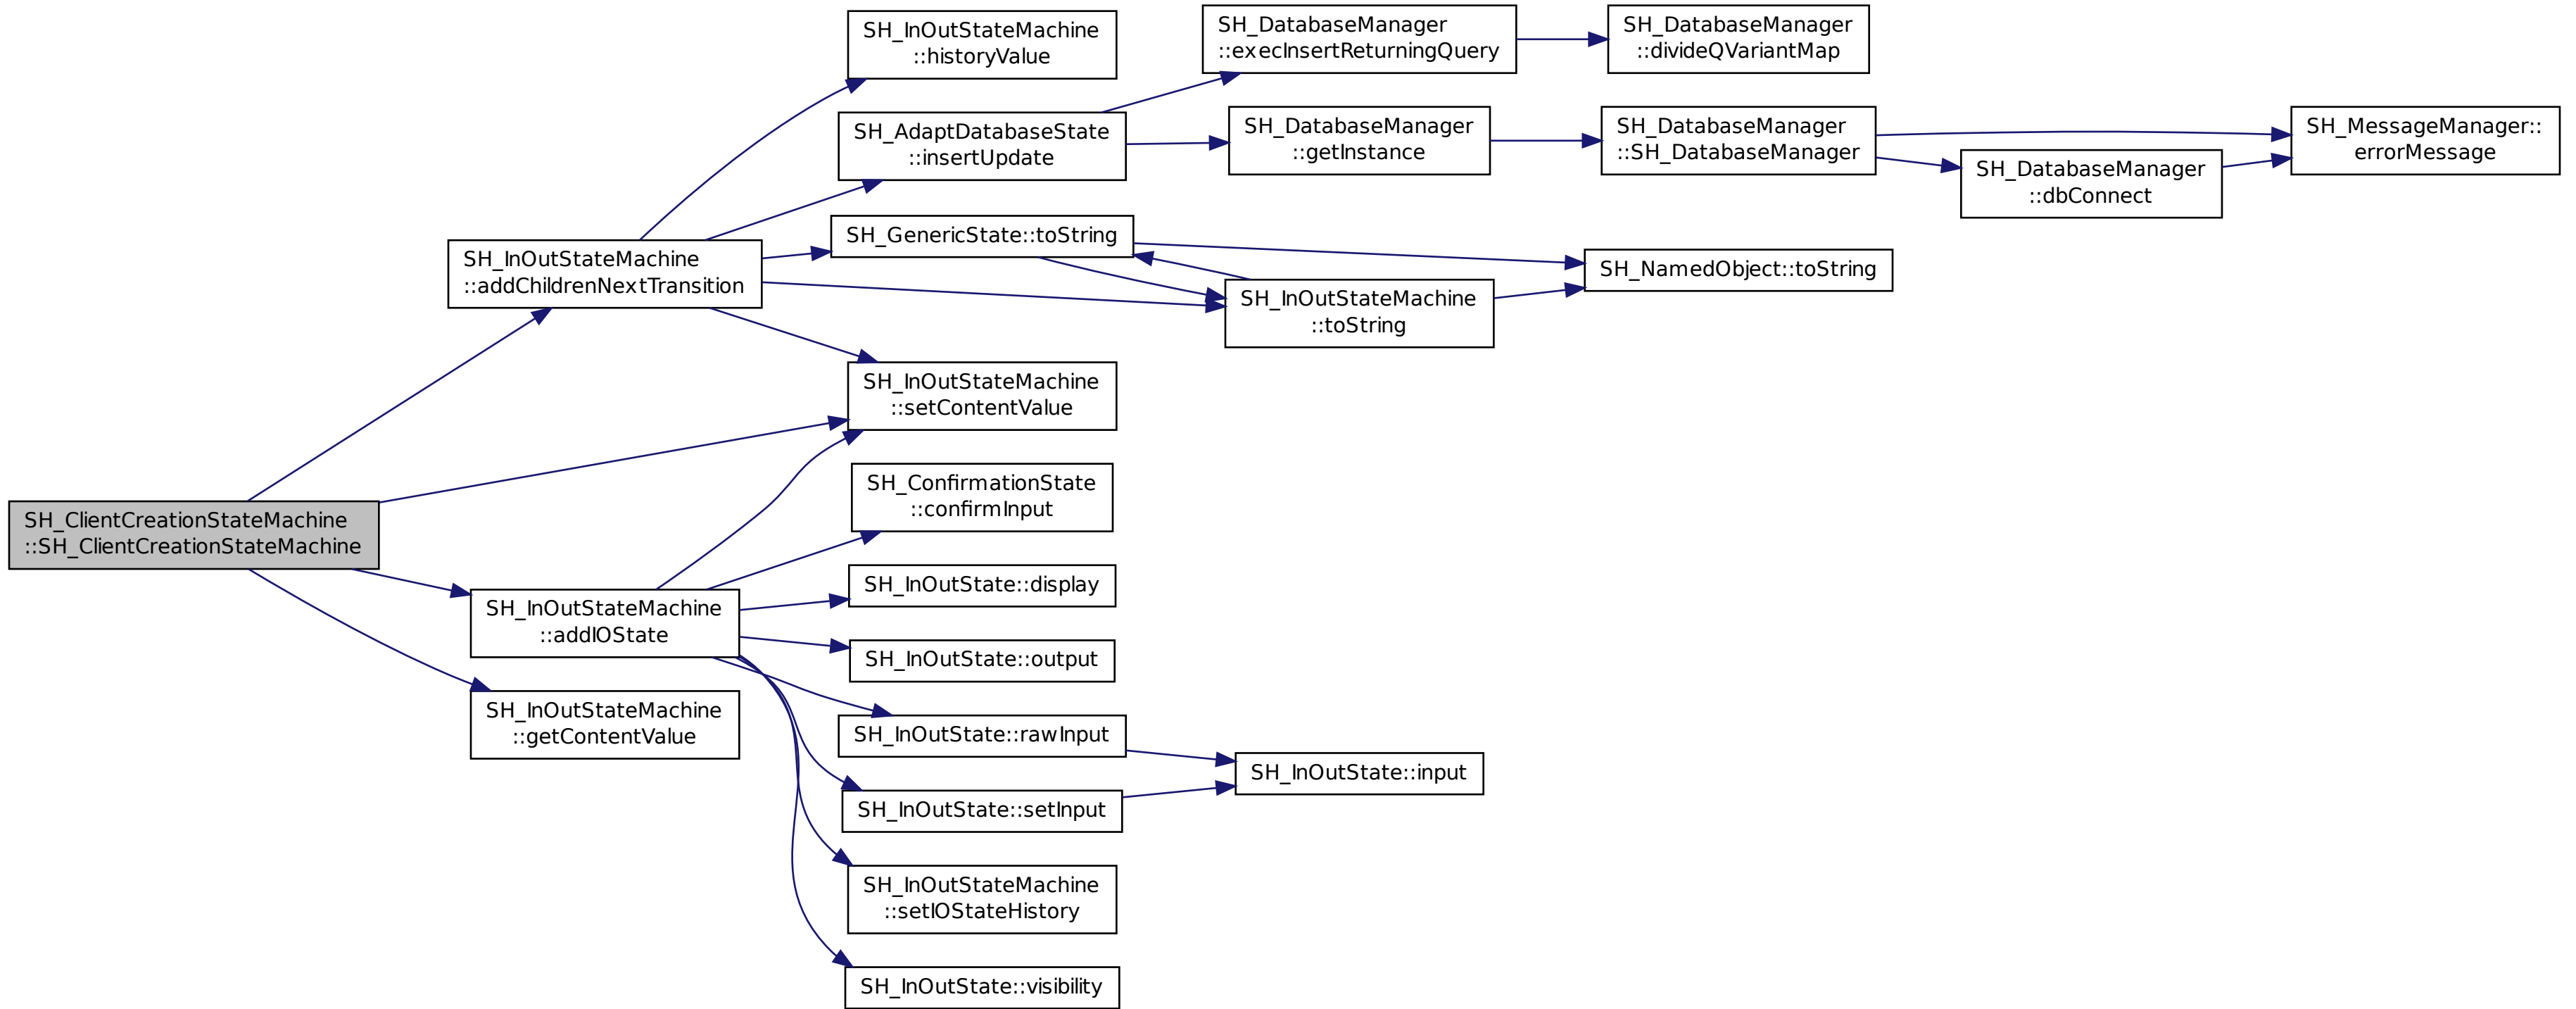 SH_ClientCreationStateMachine
::SH_ClientCreationStateMachine
SH_InOutStateMachine
::addChildrenNextTransition
SH_InOutStateMachine
::addIOState
SH_InOutStateMachine
::getContentValue
SH_InOutStateMachine
::historyValue
SH_AdaptDatabaseState
::insertUpdate
SH_GenericState::toString
SH_InOutStateMachine
::setContentValue
SH_ConfirmationState
::confirmInput
SH_InOutState::display
SH_InOutState::output
SH_InOutState::rawInput
SH_InOutState::setInput
SH_InOutStateMachine
::setIOStateHistory
SH_InOutState::visibility
SH_DatabaseManager
::execInsertReturningQuery
SH_DatabaseManager
::getInstance
SH_InOutStateMachine
::toString
SH_InOutState::input
SH_DatabaseManager
::divideQVariantMap
SH_DatabaseManager
::SH_DatabaseManager
SH_NamedObject::toString
SH_DatabaseManager
::dbConnect
SH_MessageManager::
errorMessage